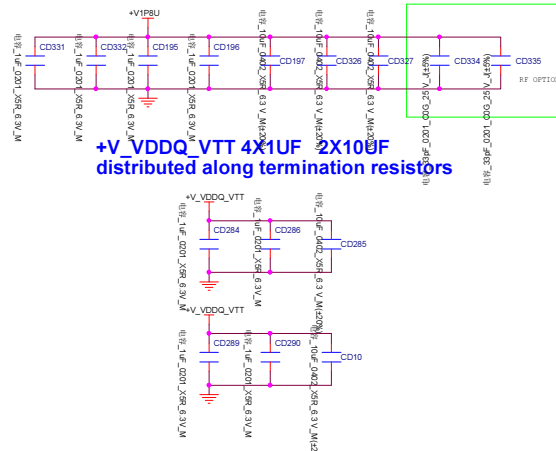 +V1P8U
电容_1uF_0201_X5R_6.3V_M
CD331
电容_1uF_0201_X5R_6.3V_M
CD332
电容_1uF_0201_X5R_6.3V_M
CD195
电容_1uF_0201_X5R_6.3V_M
CD196
电容_10uF_0402_X5R_6.3 V_M(±20%)
CD197
电容_10uF_0402_X5R_6.3 V_M(±20%)
CD326
电容_10uF_0402_X5R_6.3 V_M(±20%)
CD327
电容_33pF_0201_C0G_25 V_J(±5%)
CD334
电容_33pF_0201_C0G_25 V_J(±5%)
CD335
RF OPTION
+V_VDDQ_VTT 4X1UF 2X10UF
distributed along termination resistors
+V_VDDQ_VTT
电容_1uF_0201_X5R_6.3V_M
CD284
电容_1uF_0201_X5R_6.3V_M
CD286
电容_10uF_0402_X5R_6.3 V_M(±20%)
CD285
+V_VDDQ_VTT
电容_1uF_0201_X5R_6.3V_M
CD289
电容_1uF_0201_X5R_6.3V_M
CD290
电容_10uF_0402_X5R_6.3 V_M(±2
CD10